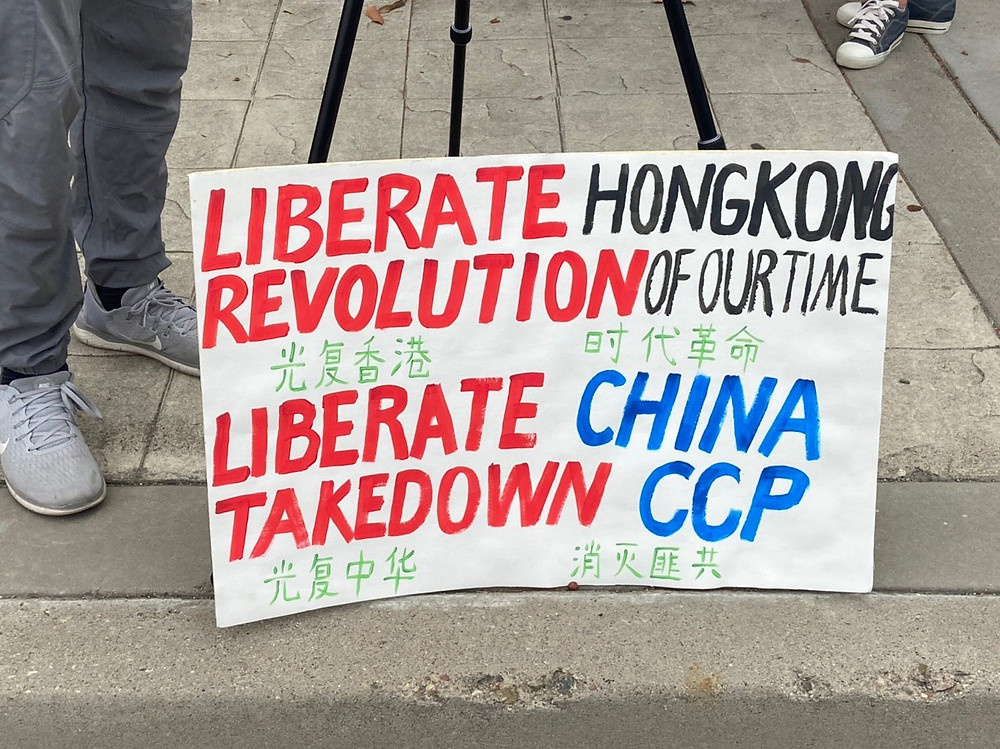 LIBERATE HONGKONG
REVOLUTION OF OUR TIME
光复香港 时代革命
LIBERATE CHINA
TAKEDOWN CCP
光复中华 消灭匪共